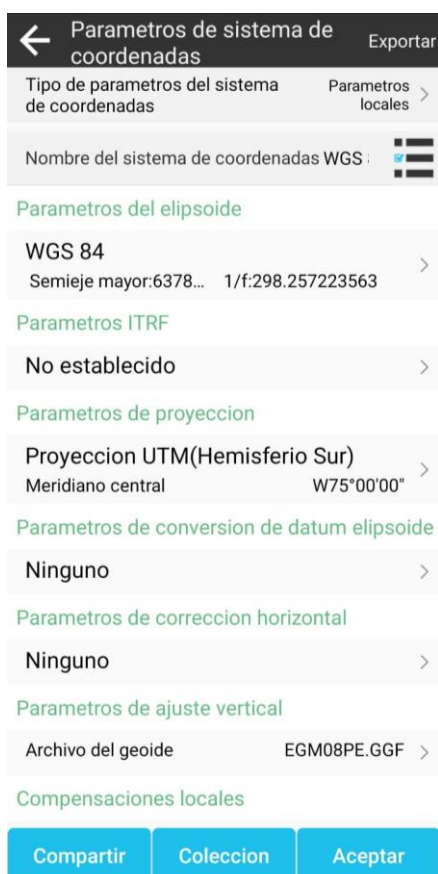 Parametros de sistema de
coordenadas
Exportar
Tipo de parametros del sistema
de coordenadas
Parametros
locales
Nombre del sistema de coordenadas WGS
Parametros del elipsoide
WGS 84
Semieje mayor:6378... 1/f:298.257223563
Parametros ITRF
No establecido
Parametros de proyeccion
Proyeccion UTM(Hemisferio Sur)
Meridiano central W75°00'00"
Parametros de conversion de datum elipsoide
Ninguno
Parametros de correccion horizontal
Ninguno
Parametros de ajuste vertical
Archivo del geoide EGM08PE.GGF
Compensaciones locales
Compartir Coleccion Aceptar